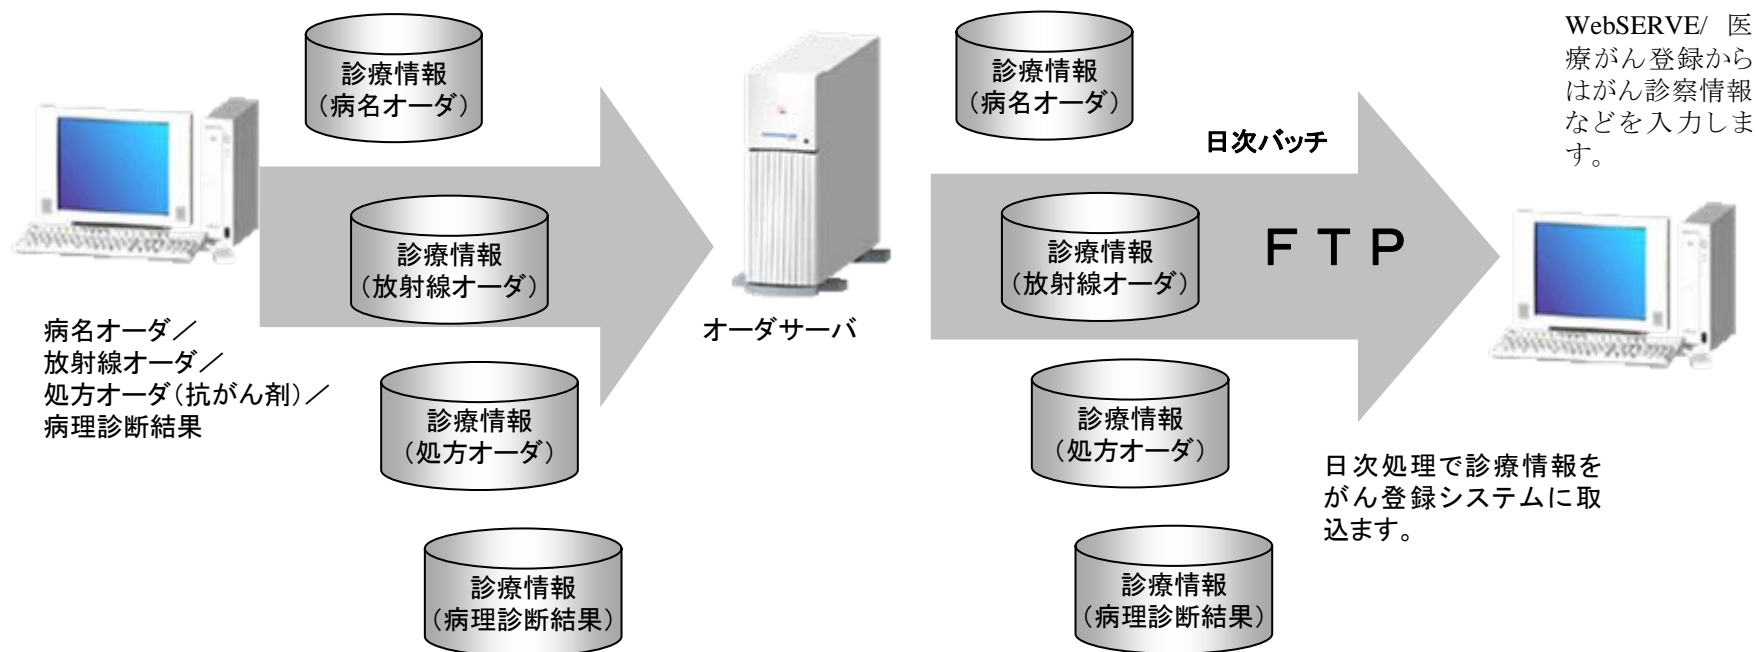 診療情報
(病名オーダ)
診療情報
(放射線オーダ)
病名オーダ／
放射線オーダ／
処方オーダ(抗がん剤)／
病理診断結果
診療情報
(処方オーダ)
診療情報
(病理診断結果)
オーダサーバ
診療情報
(病名オーダ)
日次バッチ
診療情報
(放射線オーダ)
ＦＴＰ
診療情報
(処方オーダ)
診療情報
(病理診断結果)
WebSERVE/ 医
療がん登録から
はがん診察情報
などを入力しま
す。
日次処理で診療情報を
がん登録システムに取
込ます。